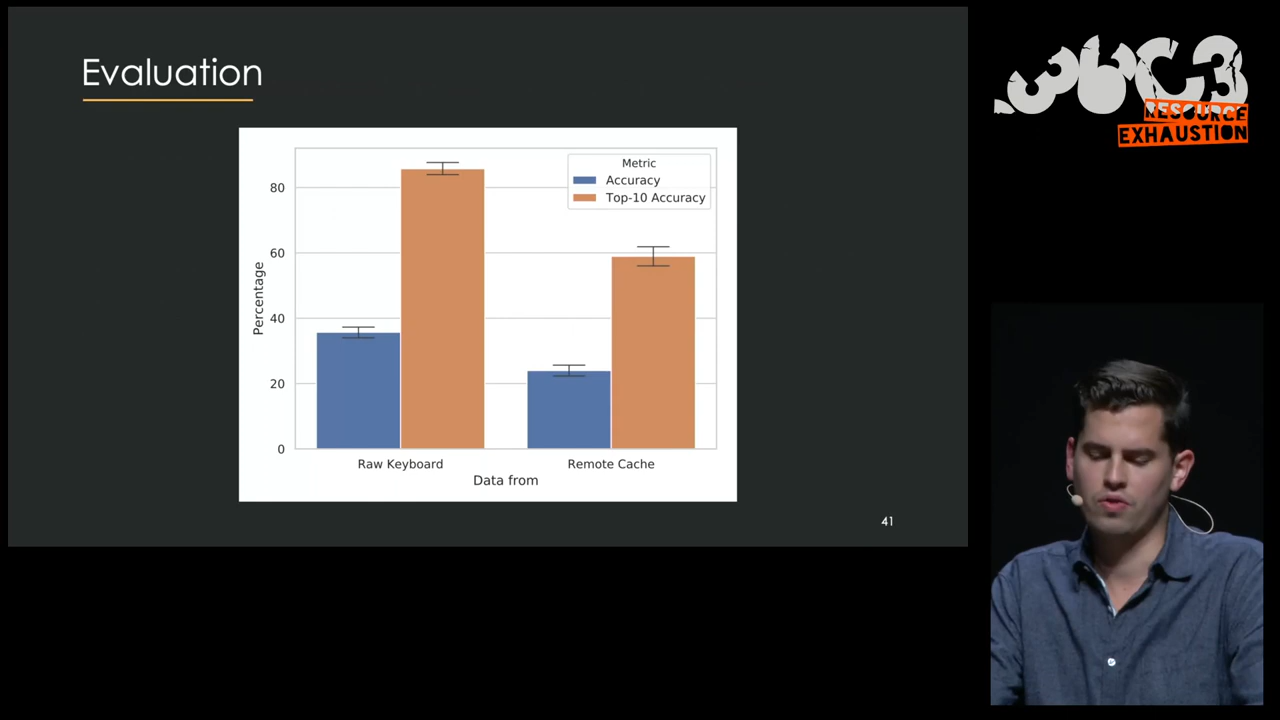 Evaluation
Metric
Accuracy
Top-10 Accuracy
80
60
40
20
0
Percentage
Raw Keyboard
Remote Cache
Data from
41
36C3
RESOURCE
EXHAUSTION